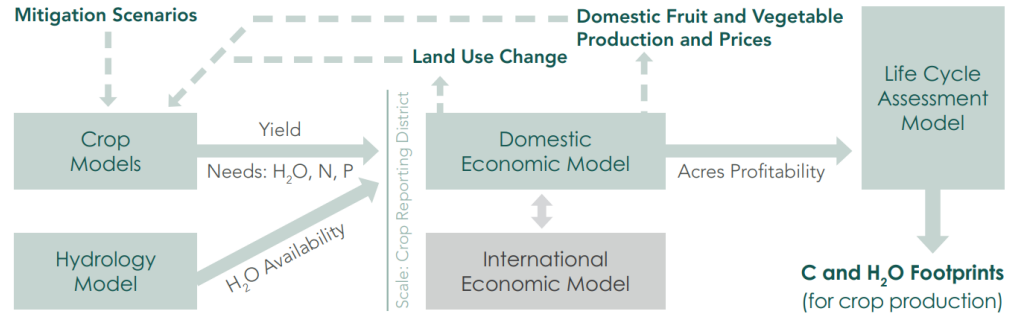 Mitigation Scenarios
Domestic Fruit and Vegetable
Production and Prices
Land Use Change
Crop
Models
Yield
Needs: H₂O, N, P
Hydrology
Model
H₂O Availability
Scale: Crop Reporting District
Domestic
Economic Model
International
Economic Model
Acres Profitability
Life Cycle
Assessment
Model
C and H₂O Footprints
(for crop production)